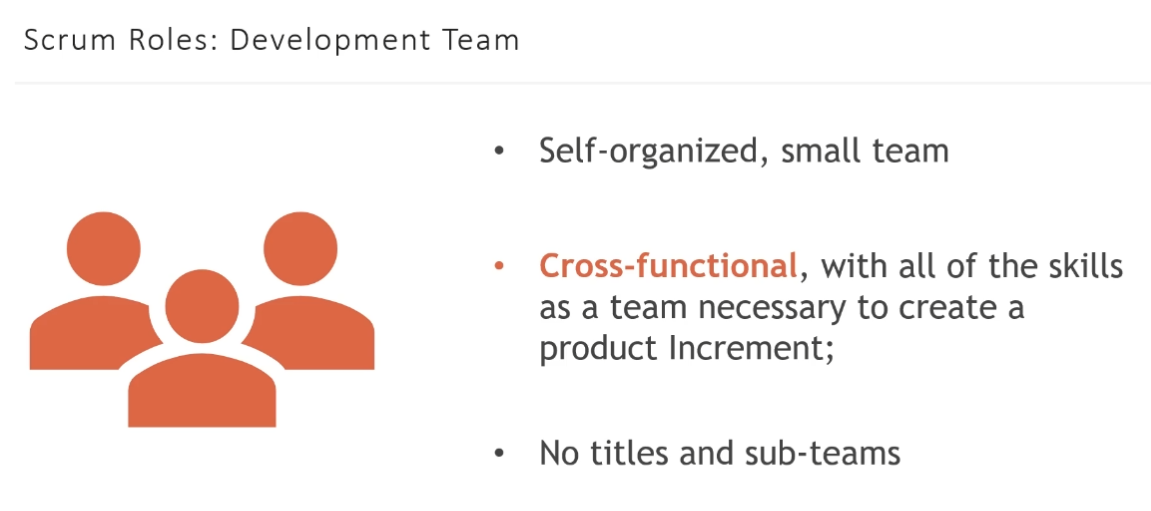 Scrum Roles: Development Team
• Self-organized, small team
• Cross-functional, with all of the skills
as a team necessary to create a
product Increment;
• No titles and sub-teams